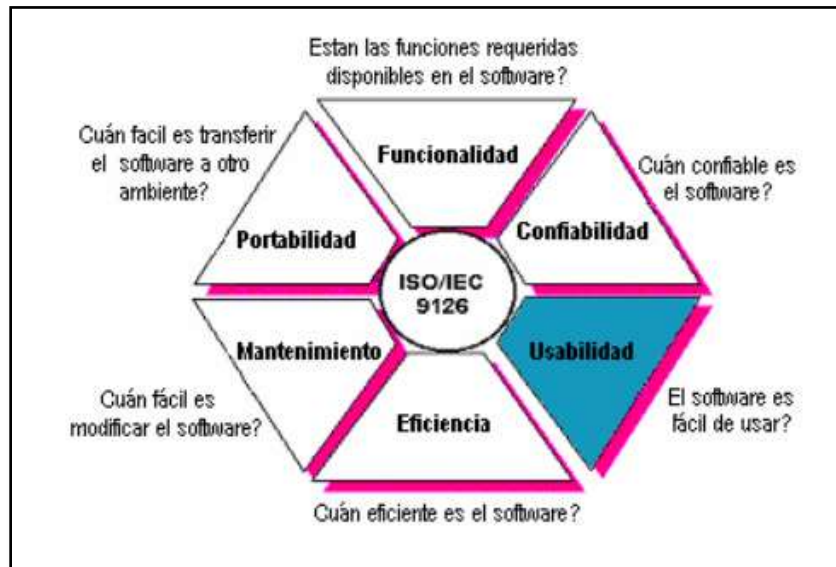 Estan las funciones requeridas
disponibles en el software?
Funcionalidad
Cuán facil es transferir
el software a otro
ambiente?
Portabilidad
Cuán confiable es
el software?
Confiabilidad
ISO/IEC
9126
Mantenimiento
Cuán fácil es
modificar el software?
Usabilidad
El software es
fácil de usar?
Eficiencia
Cuán eficiente es el software?